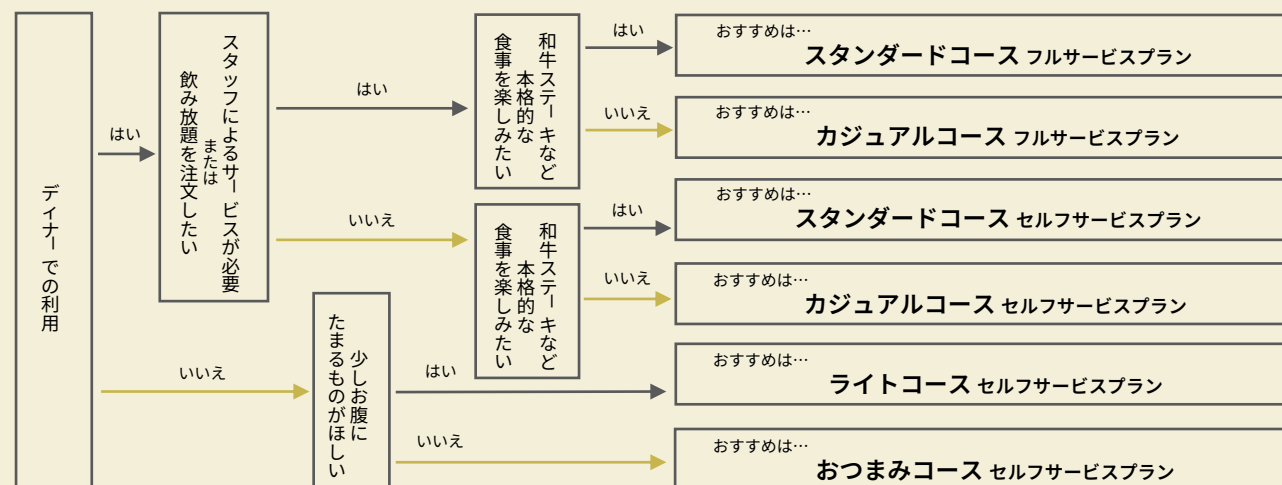 ディナーでの利用
はい
いいえ
スタッフによるサービスが必要
または
飲み放題を注文したい
はい
いいえ
少しお腹に
たまるものがほしい
はい
いいえ
和牛ステーキなど
本格的な
食事を楽しみたい
はい
いいえ
和牛ステーキなど
本格的な
食事を楽しみたい
はい
いいえ
おすすめは…
スタンダードコース フルサービスプラン
おすすめは…
カジュアルコース フルサービスプラン
おすすめは…
スタンダードコース セルフサービスプラン
おすすめは…
カジュアルコース セルフサービスプラン
おすすめは…
ライトコース セルフサービスプラン
おすすめは…
おつまみコース セルフサービスプラン